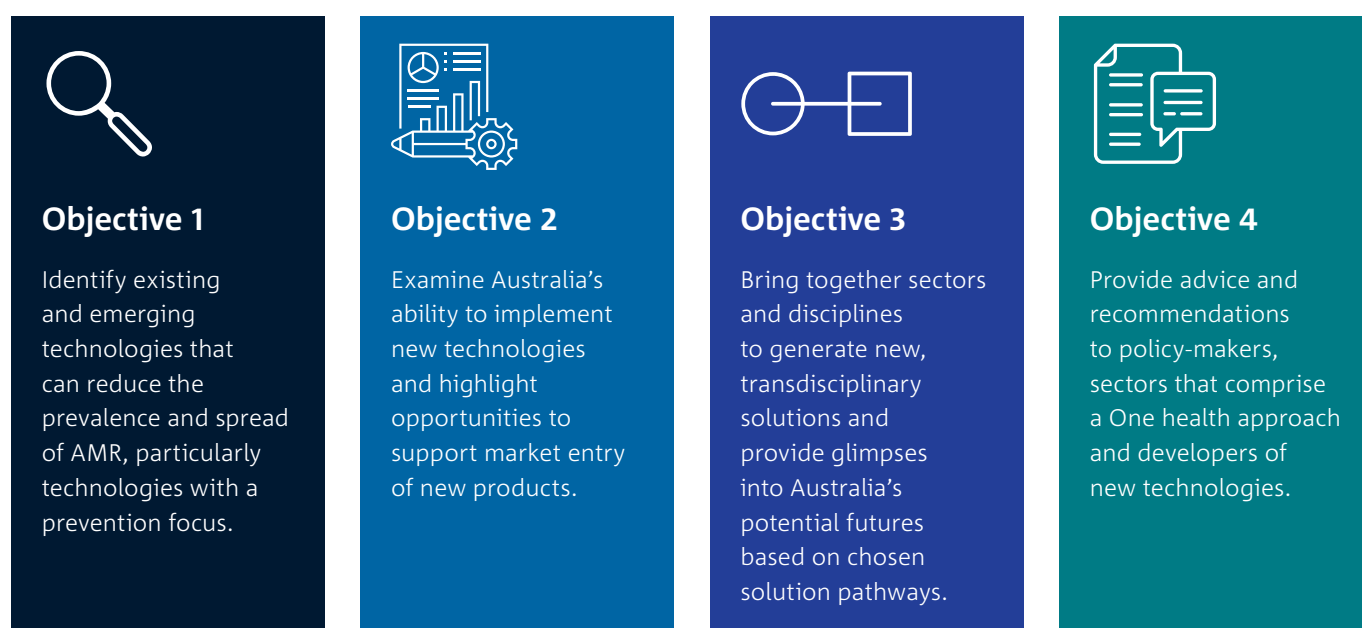 Objective 1
Identify existing
and emerging
technologies that
can reduce the
prevalence and spread
of AMR, particularly
technologies with a
prevention focus.
Objective 2
Examine Australia’s
ability to implement
new technologies
and highlight
opportunities to
support market entry
of new products.
Objective 3
Bring together sectors
and disciplines
to generate new,
transdisciplinary
solutions and
provide glimpses
into Australia’s
potential futures
based on chosen
solution pathways.
Objective 4
Provide advice and
recommendations
to policy-makers,
sectors that comprise
a One health approach
and developers of
new technologies.